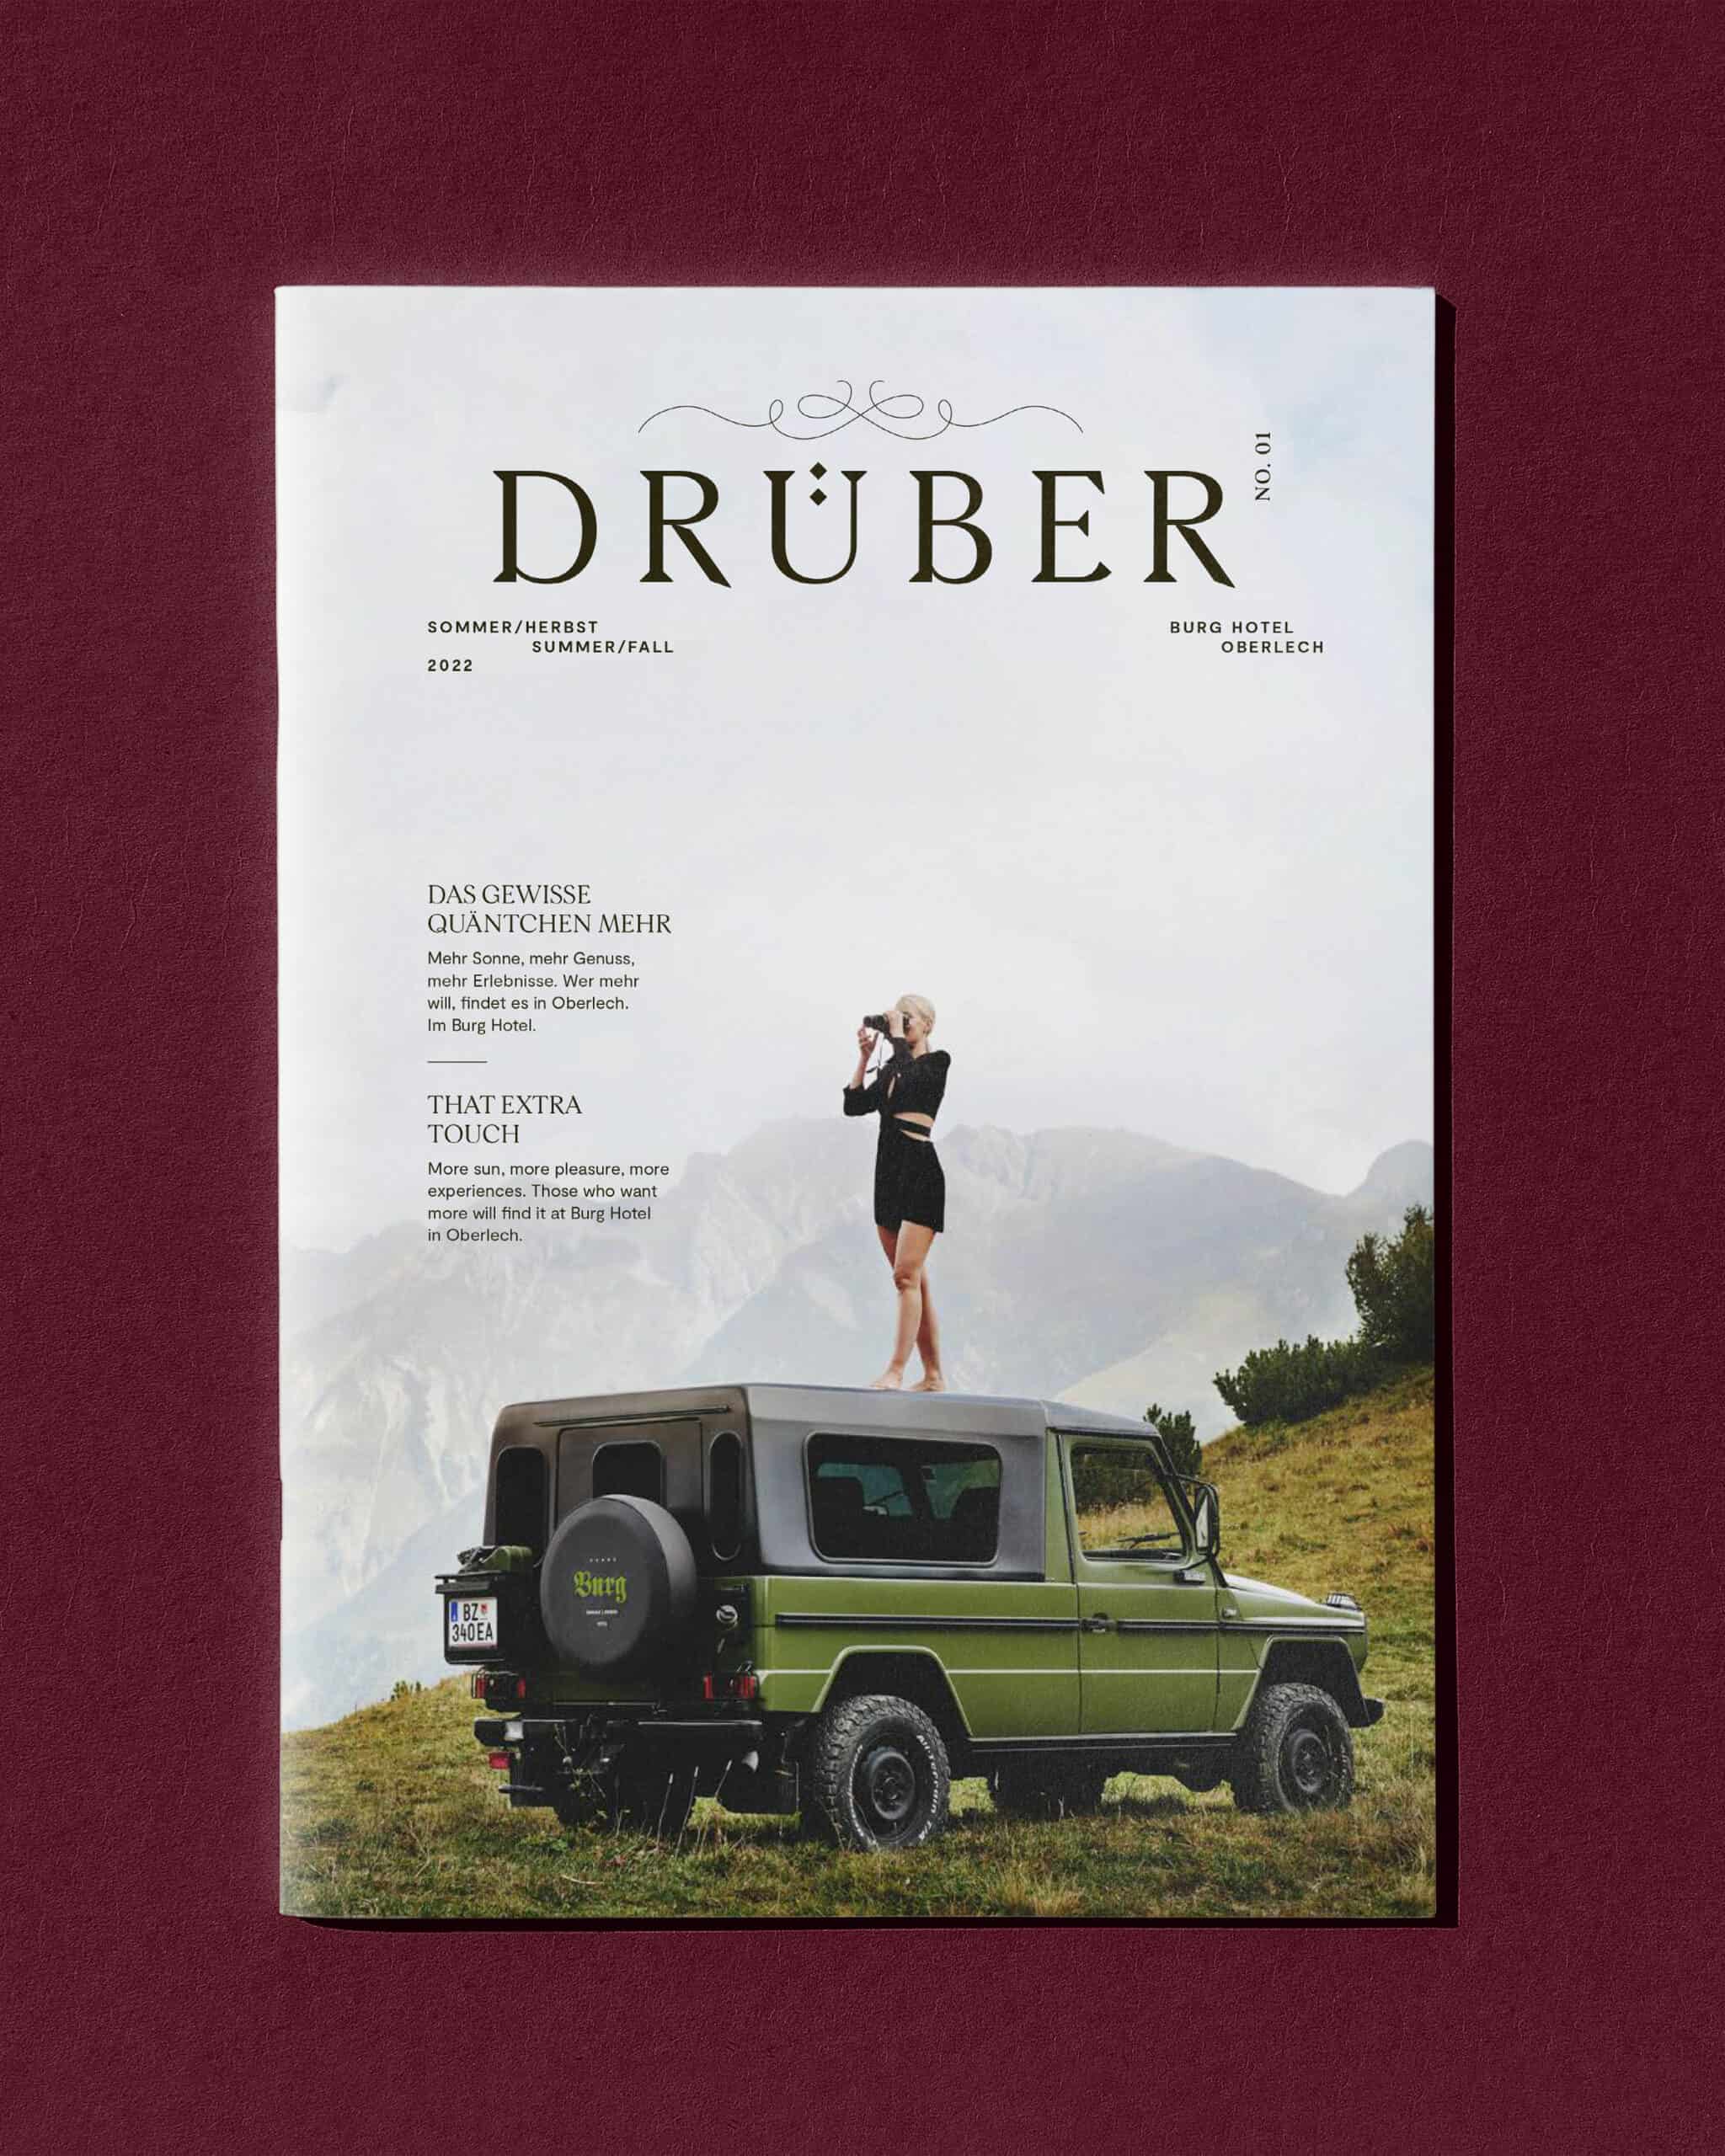 DRÜBER
NO. 01
SOMMER/HERBST
SUMMER/FALL
2022
BURG HOTEL
OBERLECH
DAS GEWISSE
QUÄNTCHEN MEHR
Mehr Sonne, mehr Genuss,
mehr Erlebnisse. Wer mehr
will, findet es in Oberlech.
Im Burg Hotel.
THAT EXTRA
TOUCH
More sun, more pleasure, more
experiences. Those who want
more will find it at Burg Hotel
in Oberlech.
Burg
BZ
340EA